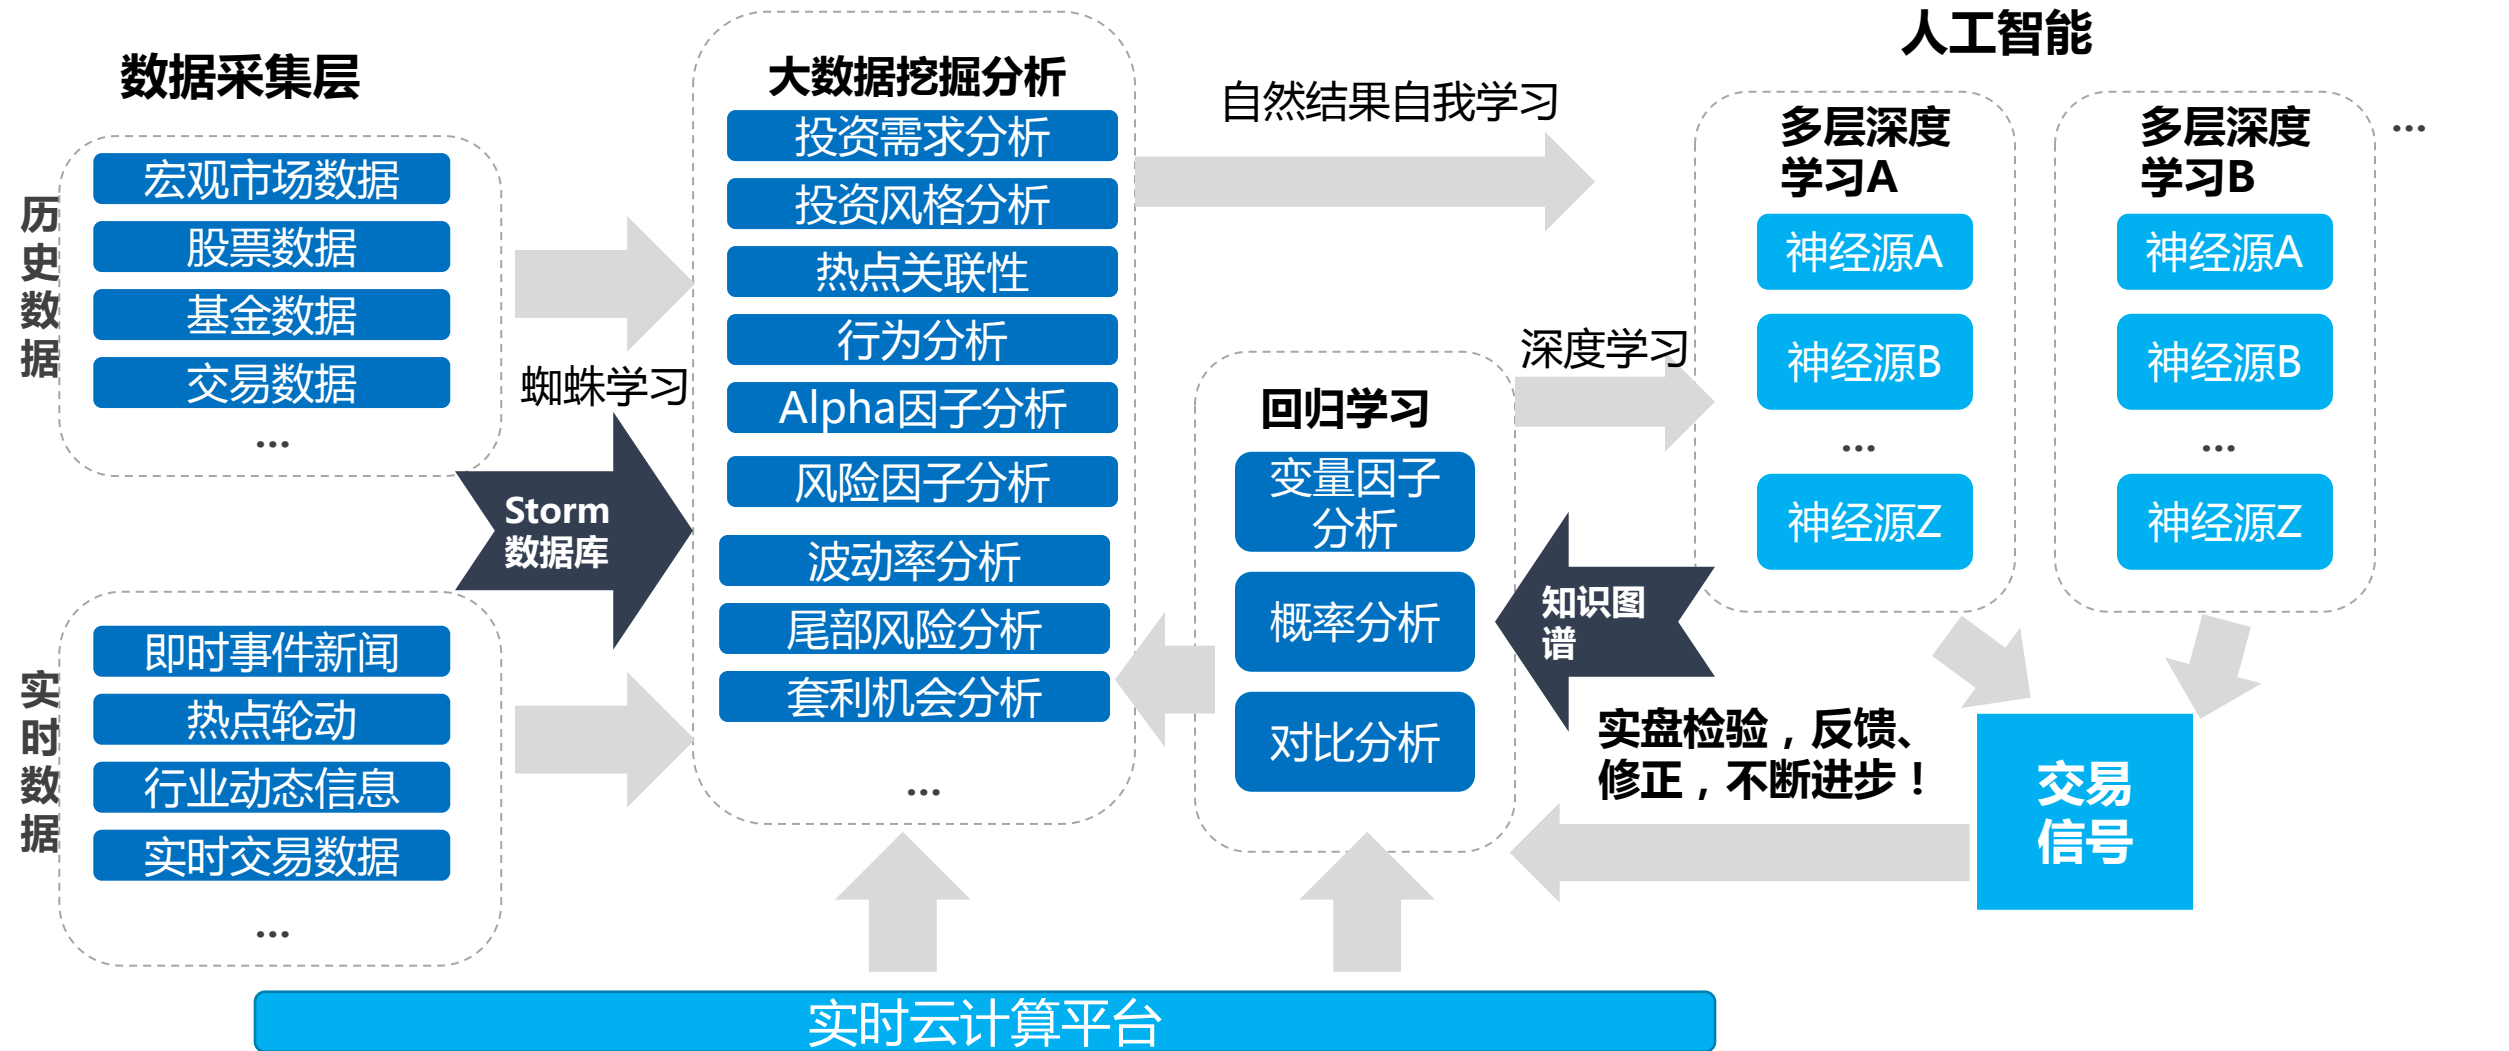 数据采集层
历
史
数
据
宏观市场数据
股票数据
基金数据
交易数据
...
实
时
数
据
即时事件新闻
热点轮动
行业动态信息
实时交易数据
...
蜘蛛学习
Storm
数据库
大数据挖掘分析
投资需求分析
投资风格分析
热点关联性
行为分析
Alpha因子分析
风险因子分析
波动率分析
尾部风险分析
套利机会分析
...
自然结果自我学习
回归学习
变量因子
分析
概率分析
对比分析
深度学习
知识图
谱
人工智能
多层深度
学习A
神经源A
神经源B
...
神经源Z
多层深度
学习B
神经源A
神经源B
...
神经源Z
...
实盘检验，反馈、
修正，不断进步！
交易
信号
实时云计算平台